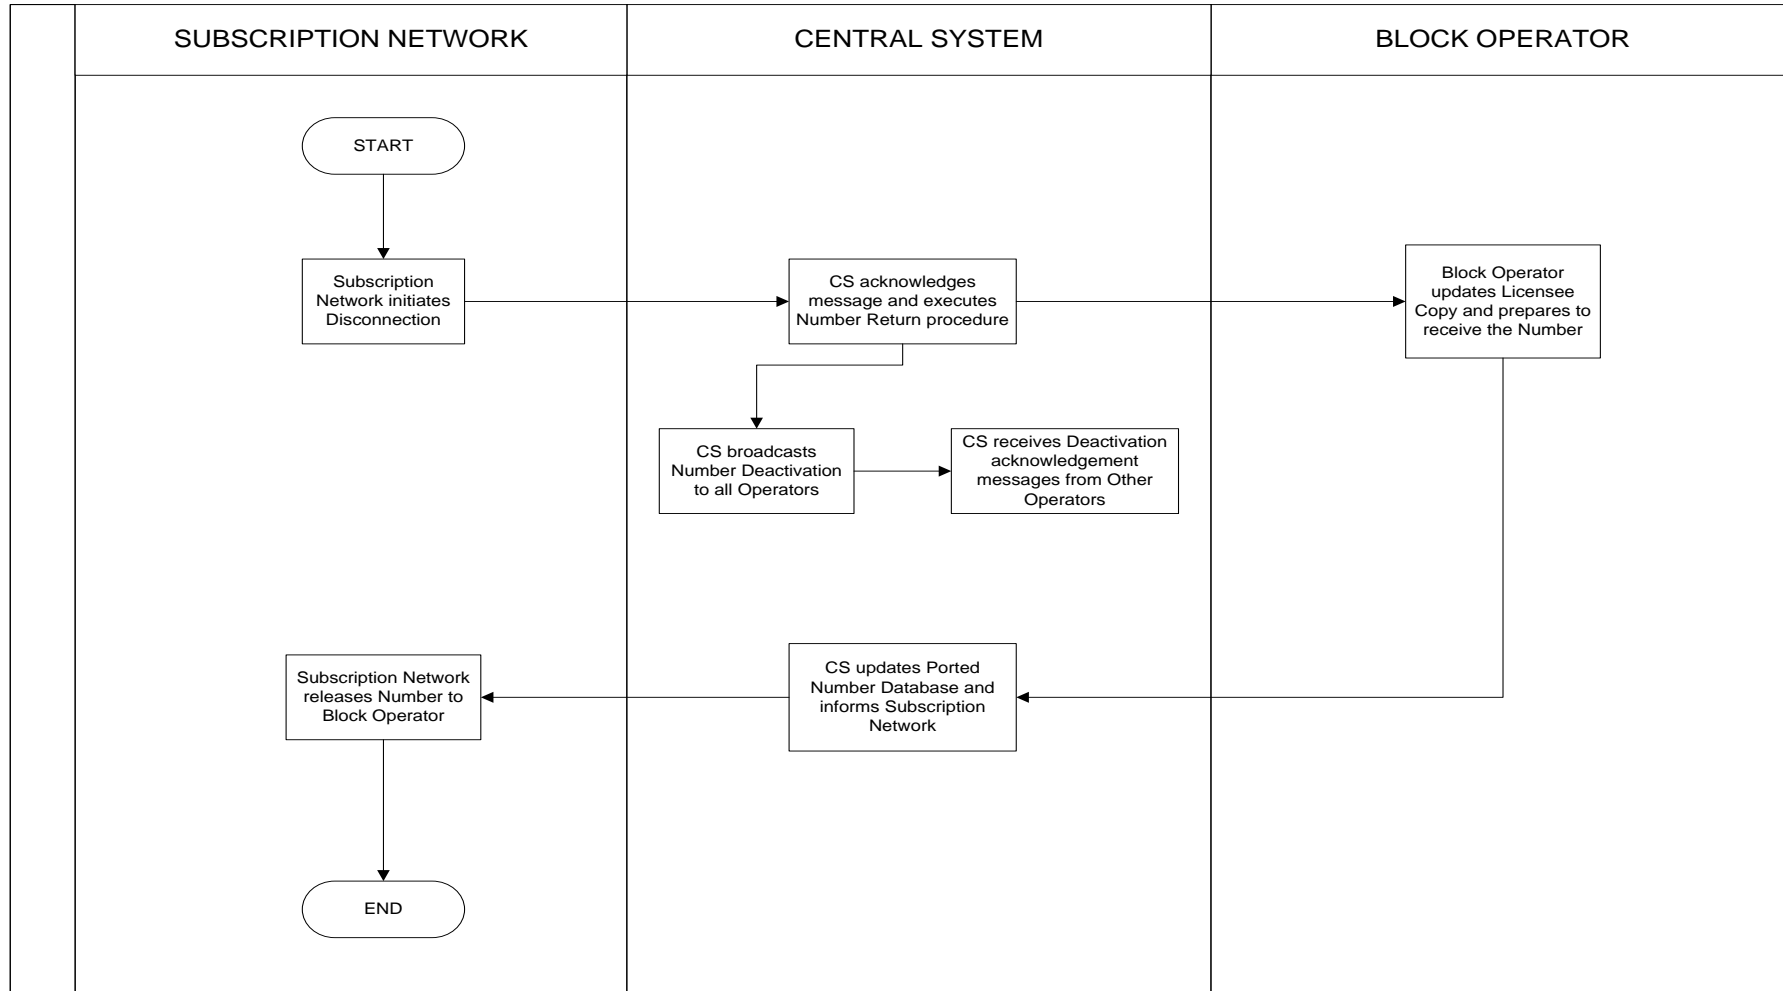 SUBSCRIPTION NETWORK
CENTRAL SYSTEM
BLOCK OPERATOR
START
Subscription
Network initiates
Disconnection
CS acknowledges
message and executes
Number Return procedure
Block Operator
updates Licensee
Copy and prepares to
receive the Number
CS broadcasts
Number Deactivation
to all Operators
CS receives Deactivation
acknowledgement
messages from Other
Operators
Subscription Network
releases Number to
Block Operator
CS updates Ported
Number Database and
informs Subscription
Network
END